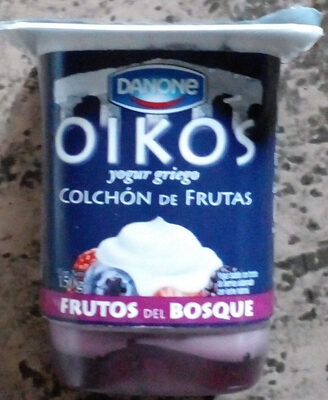 DANONE
OIKOS
yogur griego
COLCHÓN DE FRUTAS
FRUTOS DEL BOSQUE